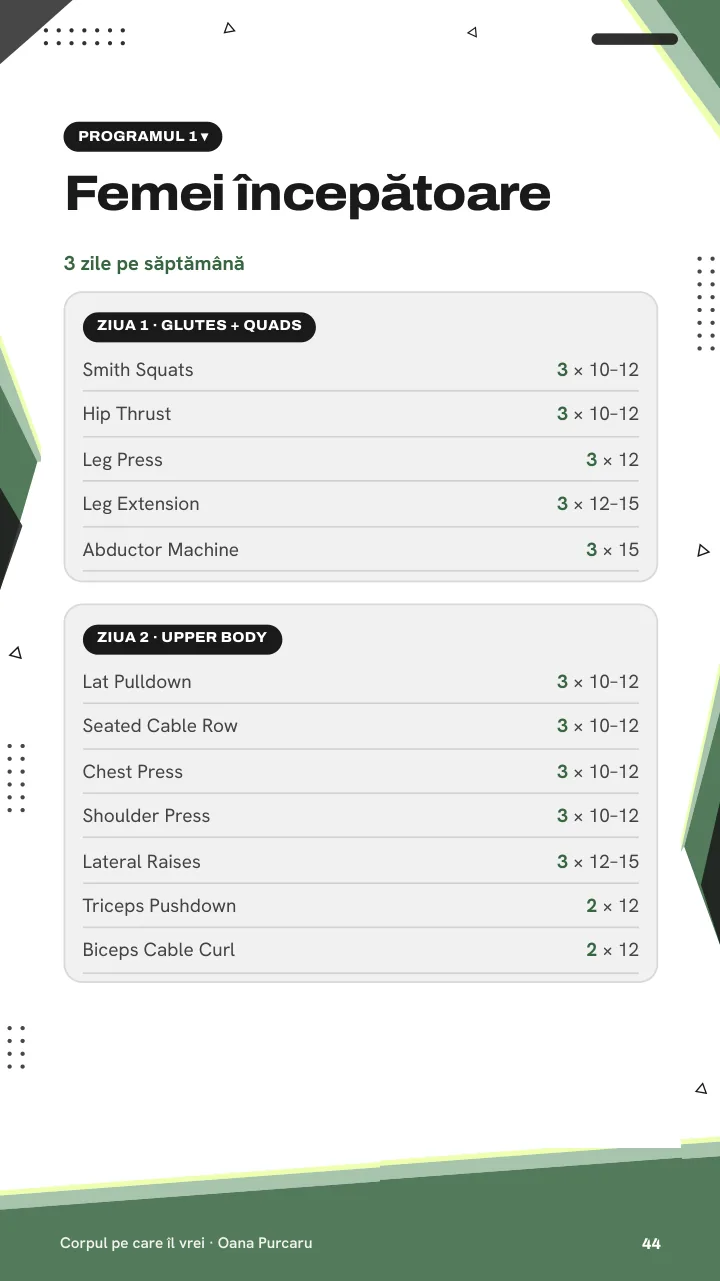 PROGRAMUL 1 ▾
Femei începătoare
3 zile pe săptămână
ZIUA 1 · GLUTES + QUADS
Smith Squats 3 × 10–12
Hip Thrust 3 × 10–12
Leg Press 3 × 12
Leg Extension 3 × 12–15
Abductor Machine 3 × 15
ZIUA 2 · UPPER BODY
Lat Pulldown 3 × 10–12
Seated Cable Row 3 × 10–12
Chest Press 3 × 10–12
Shoulder Press 3 × 10–12
Lateral Raises 3 × 12–15
Triceps Pushdown 2 × 12
Biceps Cable Curl 2 × 12
Corpul pe care îl vrei · Oana Purcaru 44